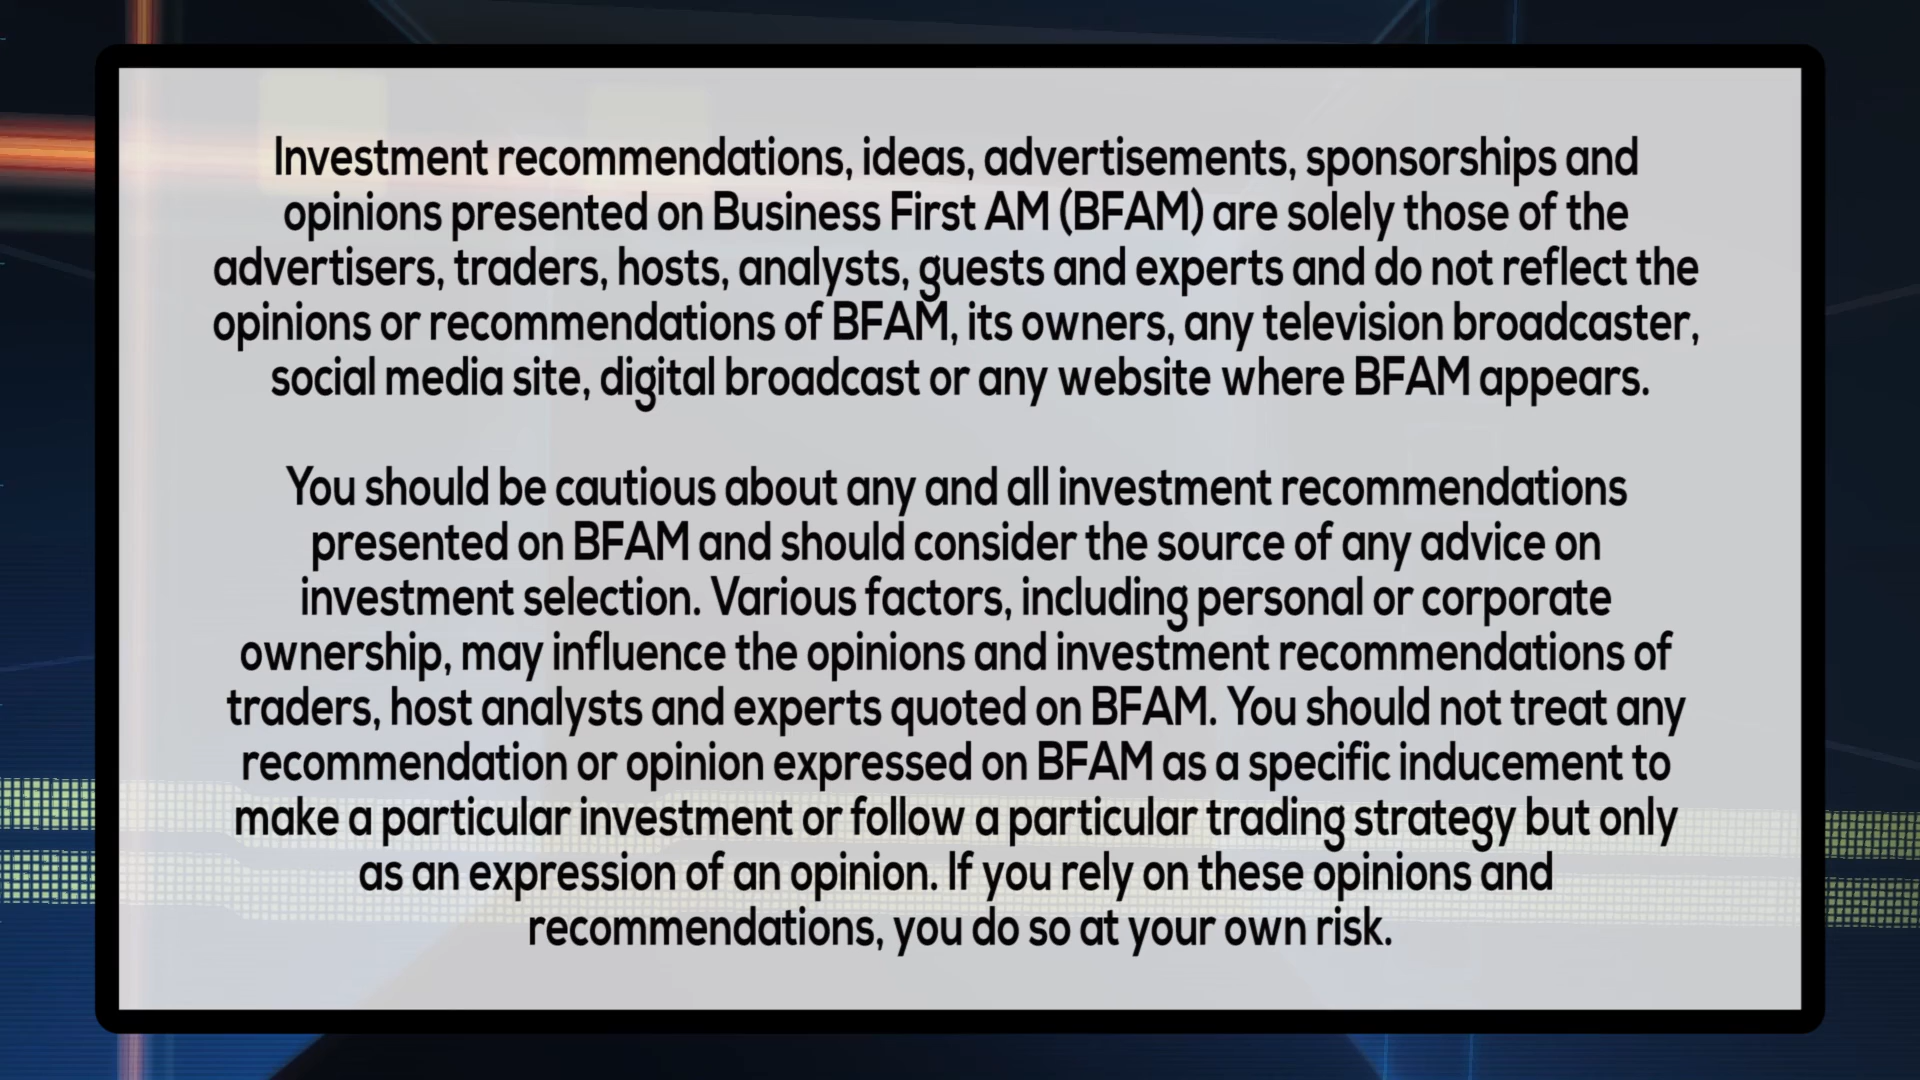 Investment recommendations, ideas, advertisements, sponsorships and
opinions presented on Business First AM (BFAM) are solely those of the
advertisers, traders, hosts, analysts, guests and experts and do not reflect the
opinions or recommendations of BFAM, its owners, any television broadcaster,
social media site, digital broadcast or any website where BFAM appears.
You should be cautious about any and all investment recommendations
presented on BFAM and should consider the source of any advice on
investment selection. Various factors, including personal or corporate
ownership, may influence the opinions and investment recommendations of
traders, host analysts and experts quoted on BFAM. You should not treat any
recommendation or opinion expressed on BFAM as a specific inducement to
make a particular investment or follow a particular trading strategy but only
as an expression of an opinion. If you rely on these opinions and
recommendations, you do so at your own risk.